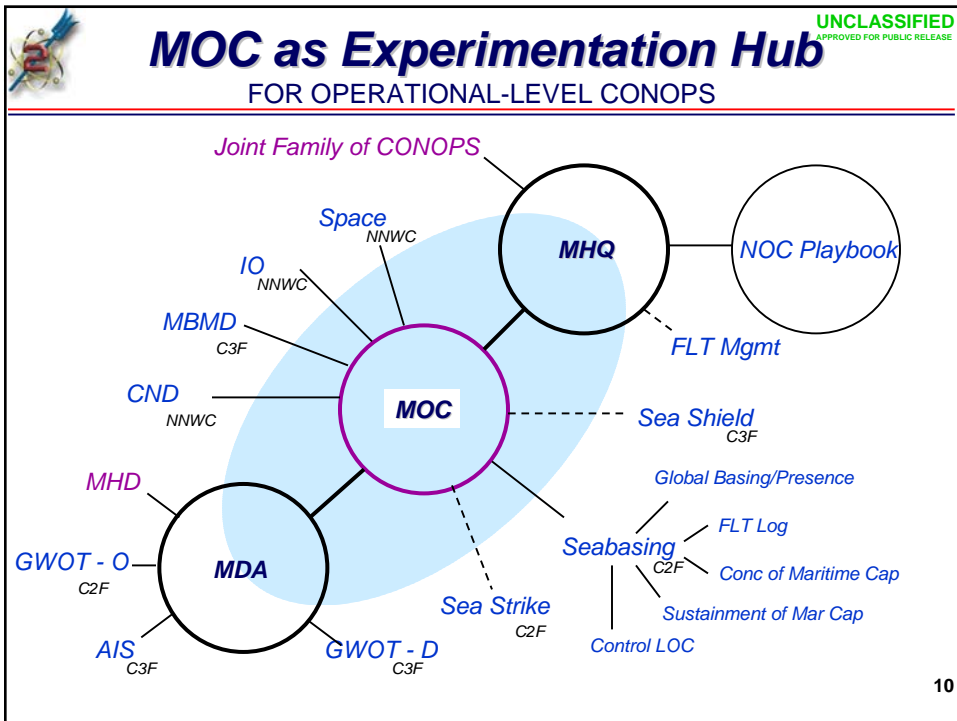 UNCLASSIFIED
APPROVED FOR PUBLIC RELEASE
2
MOC as Experimentation Hub
FOR OPERATIONAL-LEVEL CONOPS
Joint Family of CONOPS
Space
NNWC
IO
NNWC
MBMD
C3F
CND
NNWC
MHQ
NOC Playbook
FLT Mgmt
MOC
Sea Shield
C3F
MHD
GWOT - O
C2F
AIS
C3F
MDA
GWOT - D
C3F
Sea Strike
C2F
Seabasing
C2F
Global Basing/Presence
FLT Log
Conc of Maritime Cap
Sustainment of Mar Cap
Control LOC
10